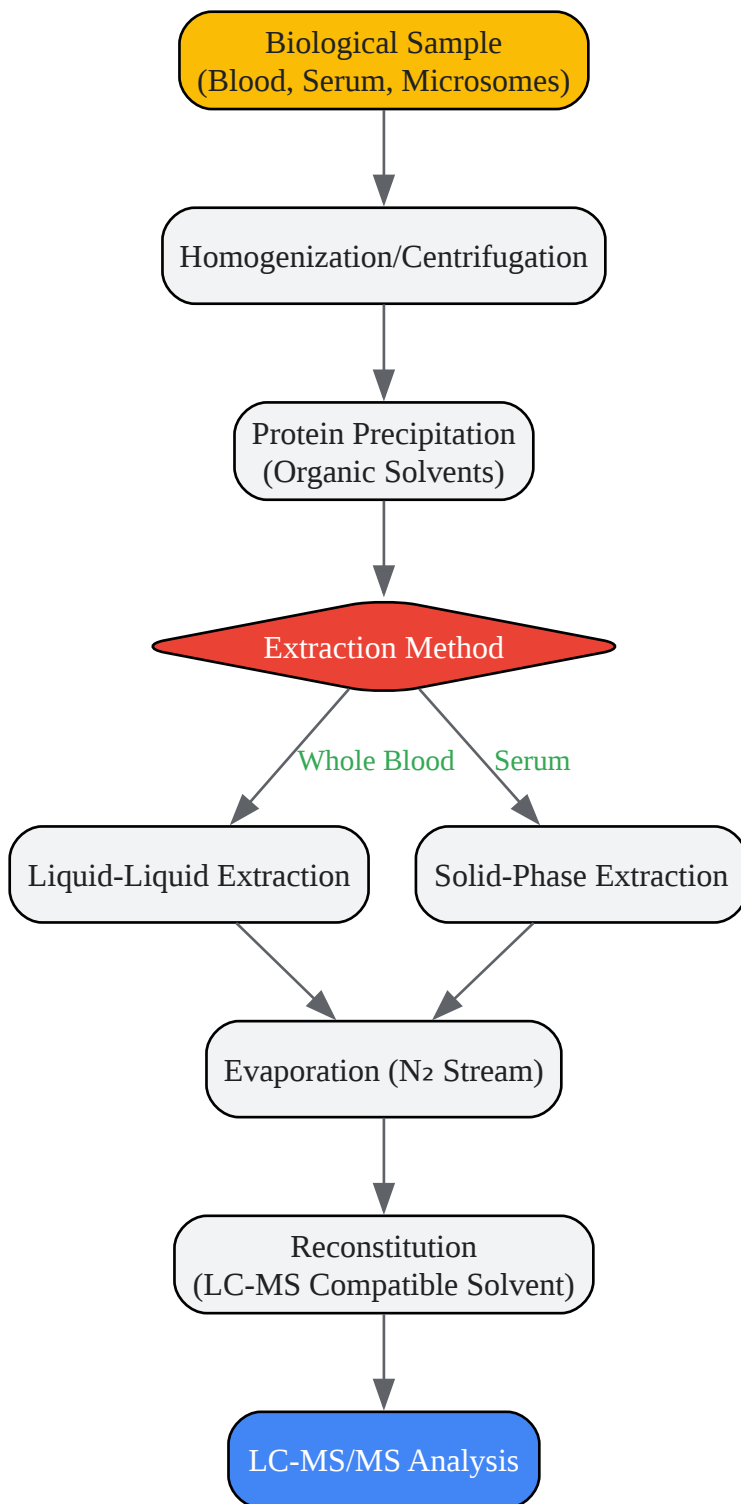 Biological Sample
(Blood, Serum, Microsomes)
Homogenization/Centrifugation
Protein Precipitation
(Organic Solvents)
Extraction Method
Whole Blood
Serum
Liquid-Liquid Extraction
Solid-Phase Extraction
Evaporation (N₂ Stream)
Reconstitution
(LC-MS Compatible Solvent)
LC-MS/MS Analysis